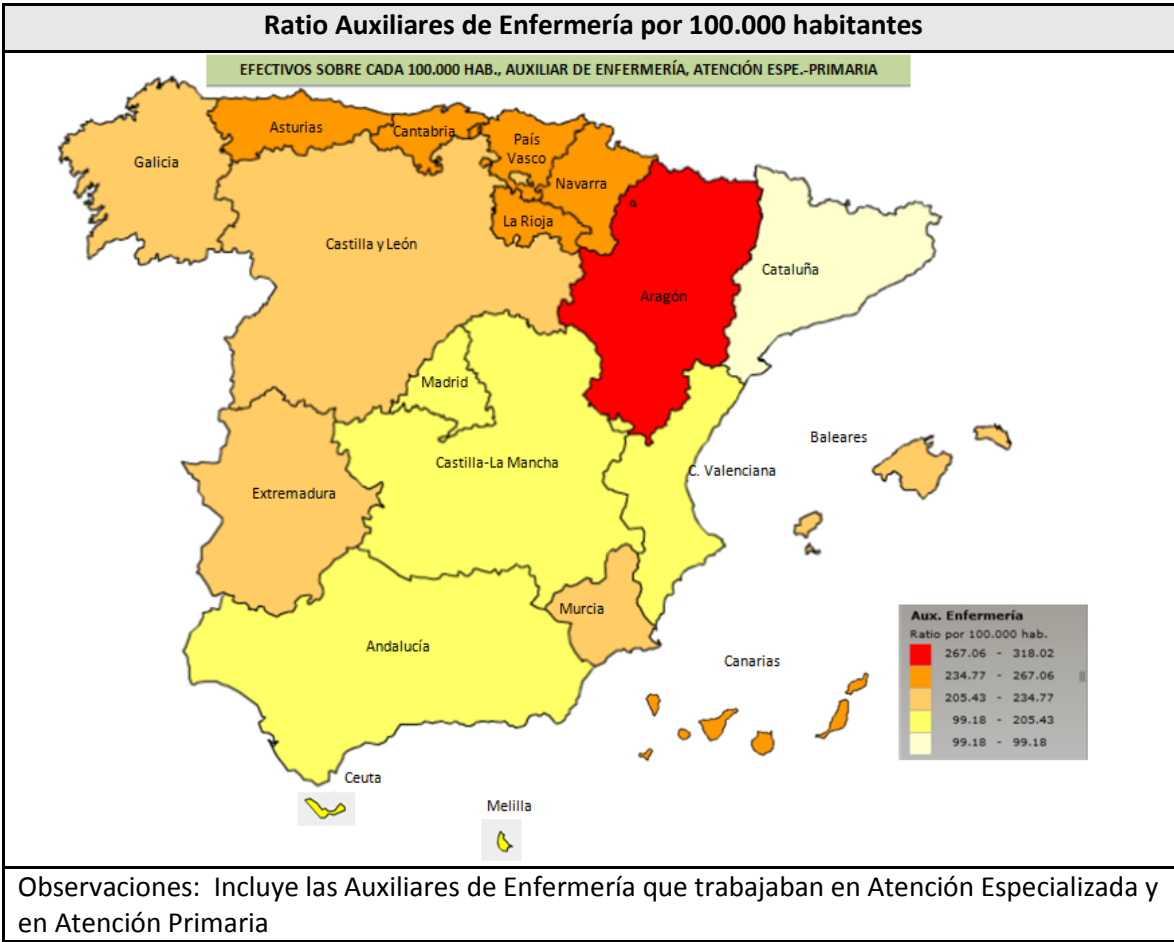 Ratio Auxiliares de Enfermería por 100.000 habitantes
EFECTIVOS SOBRE CADA 100.000 HAB., AUXILIAR DE ENFERMERÍA, ATENCIÓN ESPE.-PRIMARIA
Asturias
Cantabria
País
Vasco
Galicia
Navarra
La Rioja
Castilla y León
Cataluña
Aragón
Madrid
Baleares
Castilla-La Mancha
C. Valenciana
Extremadura
Murcia
Andalucía
Canarias
Aux. Enfermería
Ratio por 100.000 hab.
267.06 - 318.02
234.77 - 267.06
205.43 - 234.77
99.18 - 205.43
99.18 - 99.18
Ceuta
Melilla
Observaciones: Incluye las Auxiliares de Enfermería que trabajaban en Atención Especializada y
en Atención Primaria